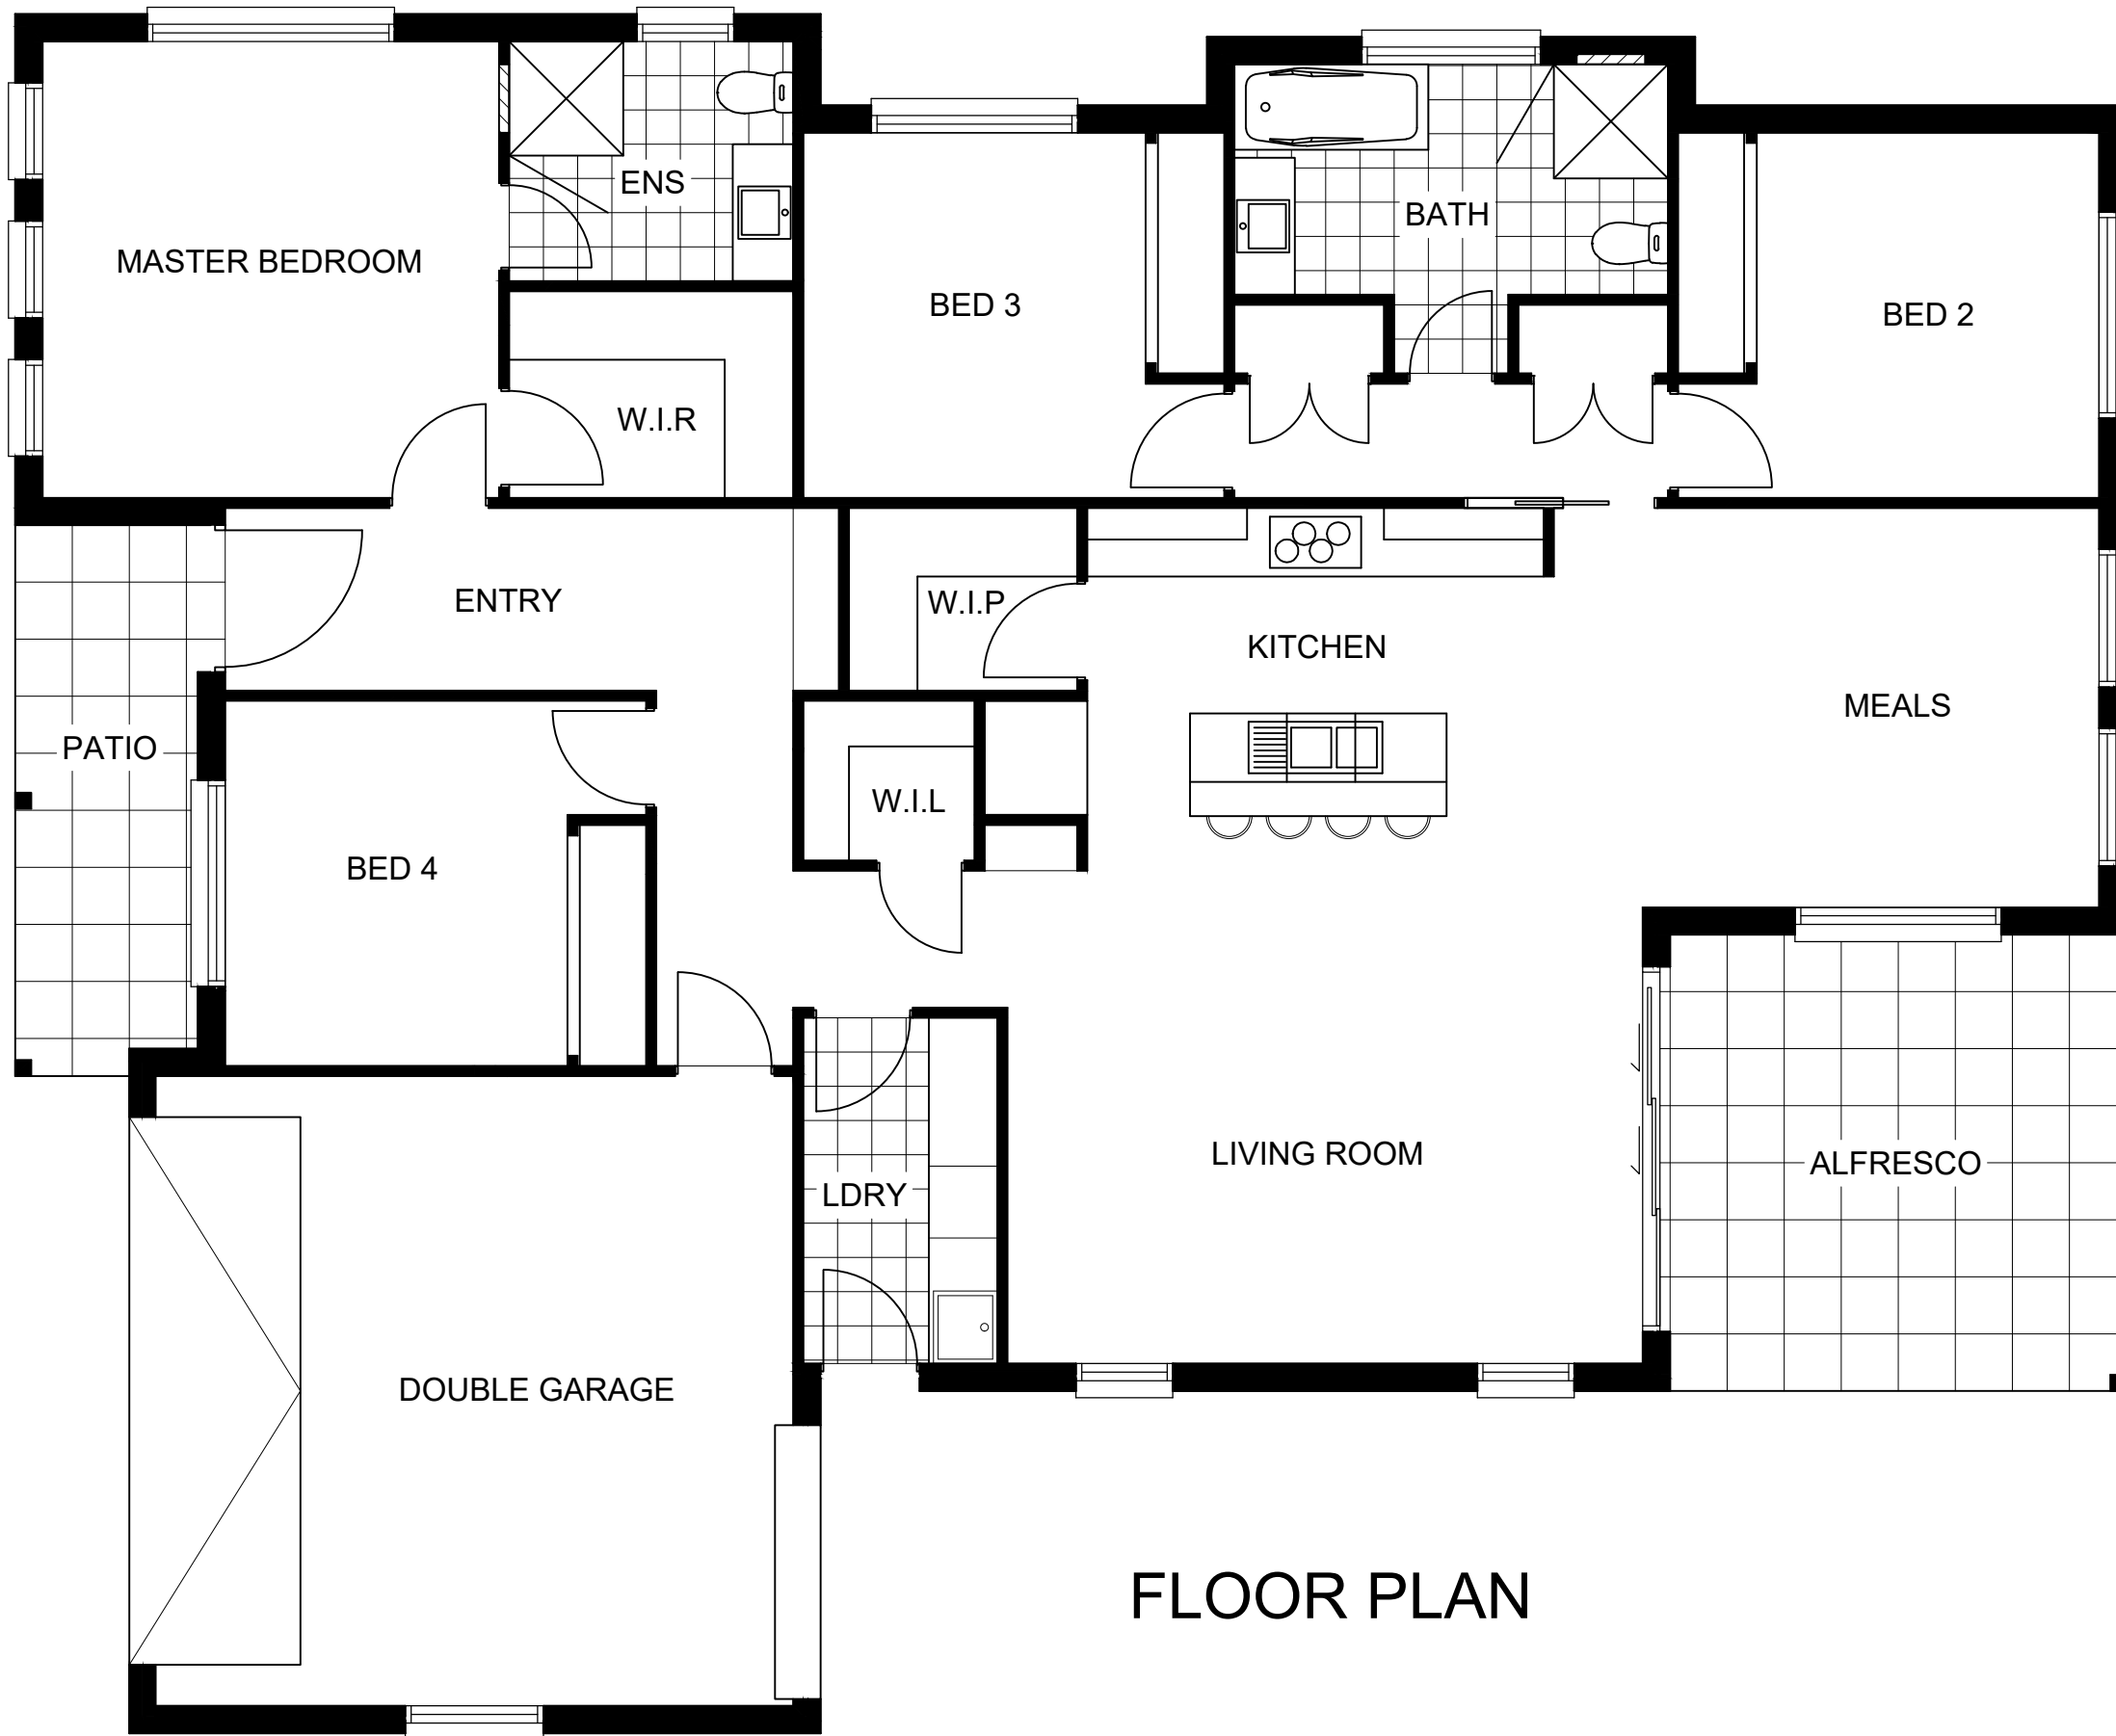 ENS
BATH
MASTER BEDROOM
BED 3
BED 2
W.I.R
ENTRY
W.I.P
KITCHEN
MEALS
PATIO
W.I.L
BED 4
LIVING ROOM
ALFRESCO
LDRY
DOUBLE GARAGE
FLOOR PLAN